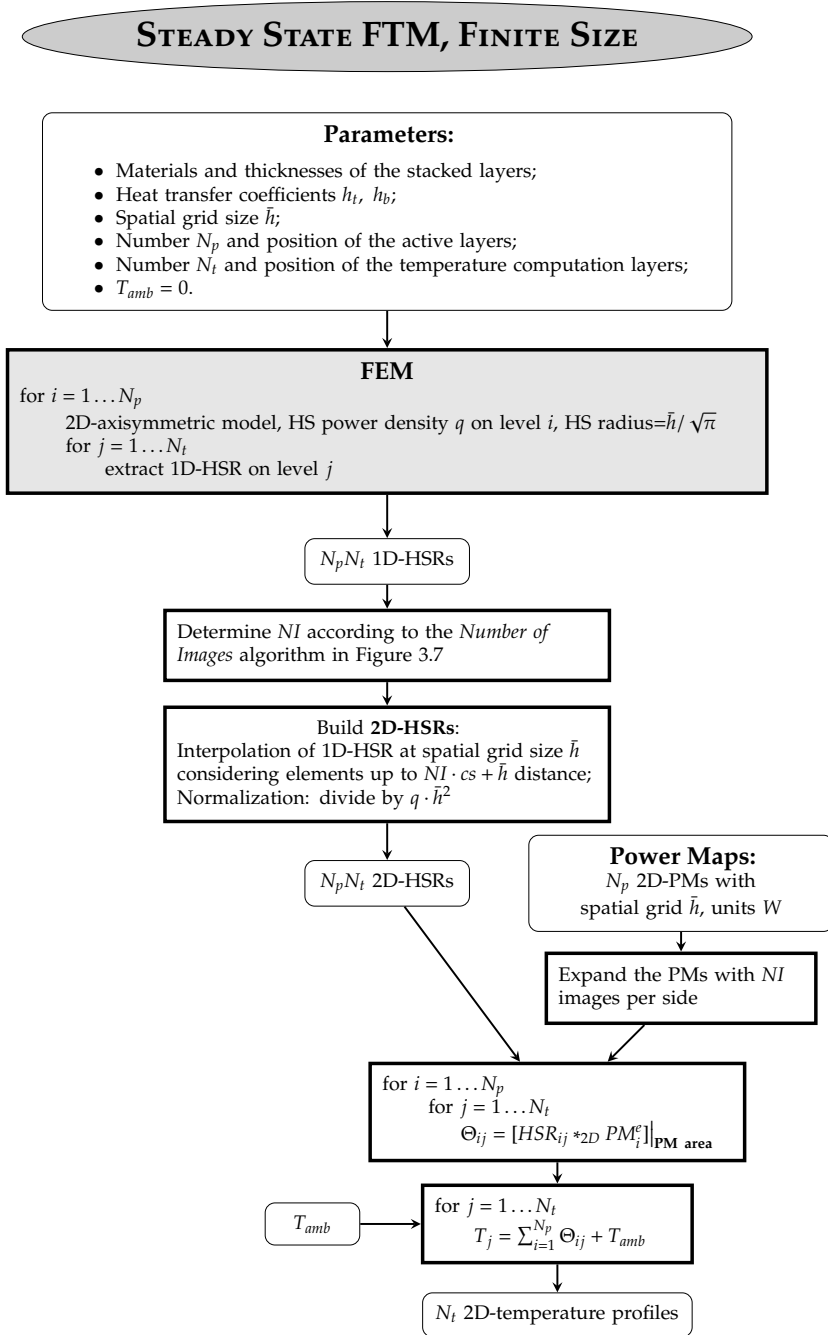 STEADY STATE FTM, FINITE SIZE
Parameters:
• Materials and thicknesses of the stacked layers;
• Heat transfer coefficients h_t, h_b;
• Spatial grid size h̄;
• Number N_p and position of the active layers;
• Number N_t and position of the temperature computation layers;
• T_amb = 0.
FEM
for i = 1...N_p
2D-axisymmetric model, HS power density q on level i, HS radius=h̄/√π
for j = 1...N_t
extract 1D-HSR on level j
N_pN_t 1D-HSRs
Determine NI according to the Number of
Images algorithm in Figure 3.7
Build 2D-HSRs:
Interpolation of 1D-HSR at spatial grid size h̄
considering elements up to NI · cs + h̄ distance;
Normalization: divide by q · h̄²
N_pN_t 2D-HSRs
Power Maps:
N_p 2D-PMs with
spatial grid h̄, units W
Expand the PMs with NI
images per side
for i = 1...N_p
for j = 1...N_t
Θ_ij = [HSR_ij *_2D PM_i^e]|_PM area
T_amb
for j = 1...N_t
T_j = ∑_{i=1}^{N_p} Θ_ij + T_amb
N_t 2D-temperature profiles